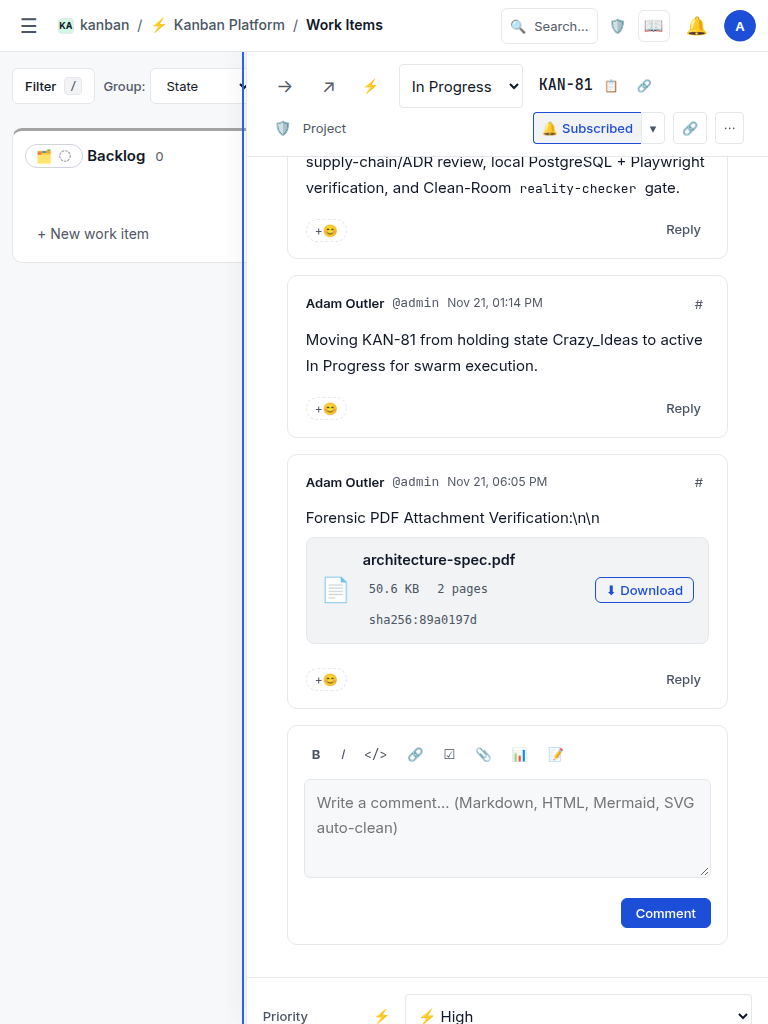 ☰ KA kanban / ⚡ Kanban Platform / Work Items 🔍 Search... 🛡️ 📖 🔔 A
Filter / Group: State
🗂️ Backlog 0
+ New work item
→ ↗ ⚡ In Progress KAN-81 📋 🔗
🛡️ Project 🔔 Subscribed ▾ 🔗 ···
supply-chain/ADR review, local PostgreSQL + Playwright
verification, and Clean-Room reality-checker gate.
+😊 Reply
Adam Outler @admin Nov 21, 01:14 PM #
Moving KAN-81 from holding state Crazy_Ideas to active
In Progress for swarm execution.
+😊 Reply
Adam Outler @admin Nov 21, 06:05 PM #
Forensic PDF Attachment Verification:\n\n
architecture-spec.pdf
50.6 KB 2 pages
⬇ Download
sha256:89a0197d
+😊 Reply
B I </> 🔗 ☑ 📎 📊 📝
Write a comment... (Markdown, HTML, Mermaid, SVG
auto-clean)
Comment
Priority ⚡ ⚡ High